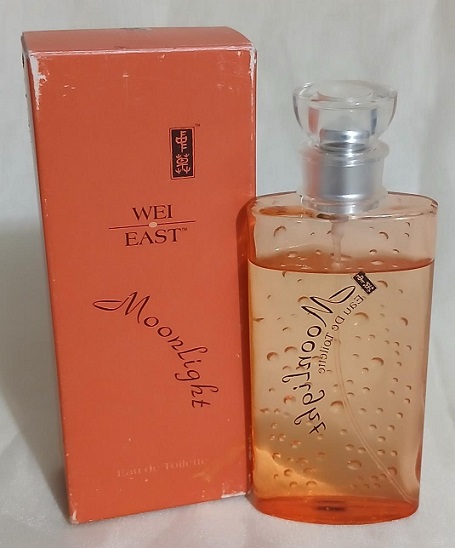 WEI
EAST™
Moonlight
Eau de Toilette
Moonlight
Eau De Toilette